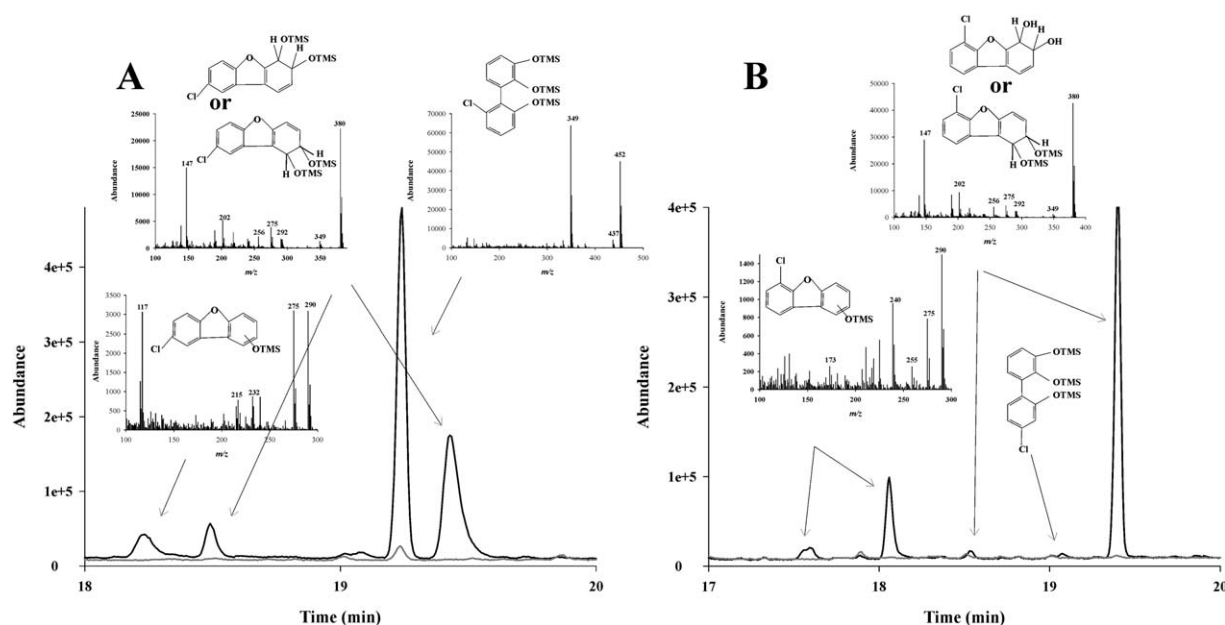 A
H
OTMS
H
O
OTMS
Cl
or
O
Cl
H
OTMS
H
OTMS
Abundance
25000
20000
15000
10000
5000
0
147
202
256
275
292
349
380
100 150 200 250 300 350 400
m/z
OTMS
OTMS
Cl
OTMS
Abundance
70000
60000
50000
40000
30000
20000
10000
0
349
437
452
100 200 300 400 500
m/z
O
Cl
OTMS
Abundance
3500
3000
2500
2000
1500
1000
500
0
117
215
232
275
290
100 150 200 250 300
m/z
Abundance
4e+5
3e+5
2e+5
1e+5
0
18 19 20
Time (min)
B
Cl
H
OH
O
H
OH
or
Cl
O
H
OTMS
H
OTMS
Abundance
50000
40000
30000
20000
10000
0
147
202
256
275
292
349
380
100 150 200 250 300 350 400
m/z
Cl
O
OTMS
Abundance
1400
1200
1000
800
600
400
200
0
173
240
255
275
290
100 150 200 250 300
m/z
OTMS
OTMS
OTMS
Cl
Abundance
4e+5
3e+5
2e+5
1e+5
0
17 18 19 20
Time (min)